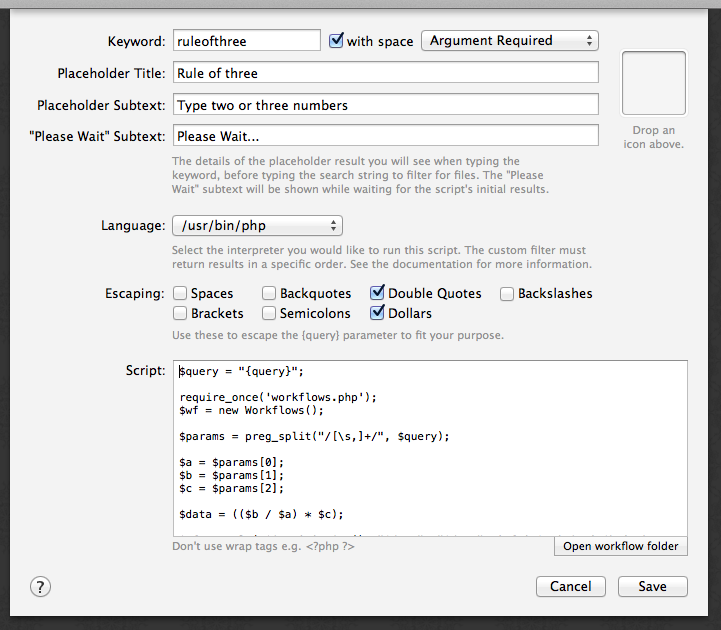 Keyword: ruleofthree with space Argument Required
Placeholder Title: Rule of three
Placeholder Subtext: Type two or three numbers
"Please Wait" Subtext: Please Wait...
Drop an
icon above.
The details of the placeholder result you will see when typing the
keyword, before typing the search string to filter for files. The "Please
Wait" subtext will be shown while waiting for the script's initial results.
Language: /usr/bin/php
Select the interpreter you would like to run this script. The custom filter must
return results in a specific order. See the documentation for more information.
Escaping: Spaces Backquotes Double Quotes Backslashes
Brackets Semicolons Dollars
Use these to escape the {query} parameter to fit your purpose.
Script: $query = "{query}";
require_once('workflows.php');
$wf = new Workflows();
$params = preg_split("/[\s,]+/", $query);
$a = $params[0];
$b = $params[1];
$c = $params[2];
$data = (($b / $a) * $c);
Don't use wrap tags e.g. <?php ?>
Open workflow folder
? Cancel Save